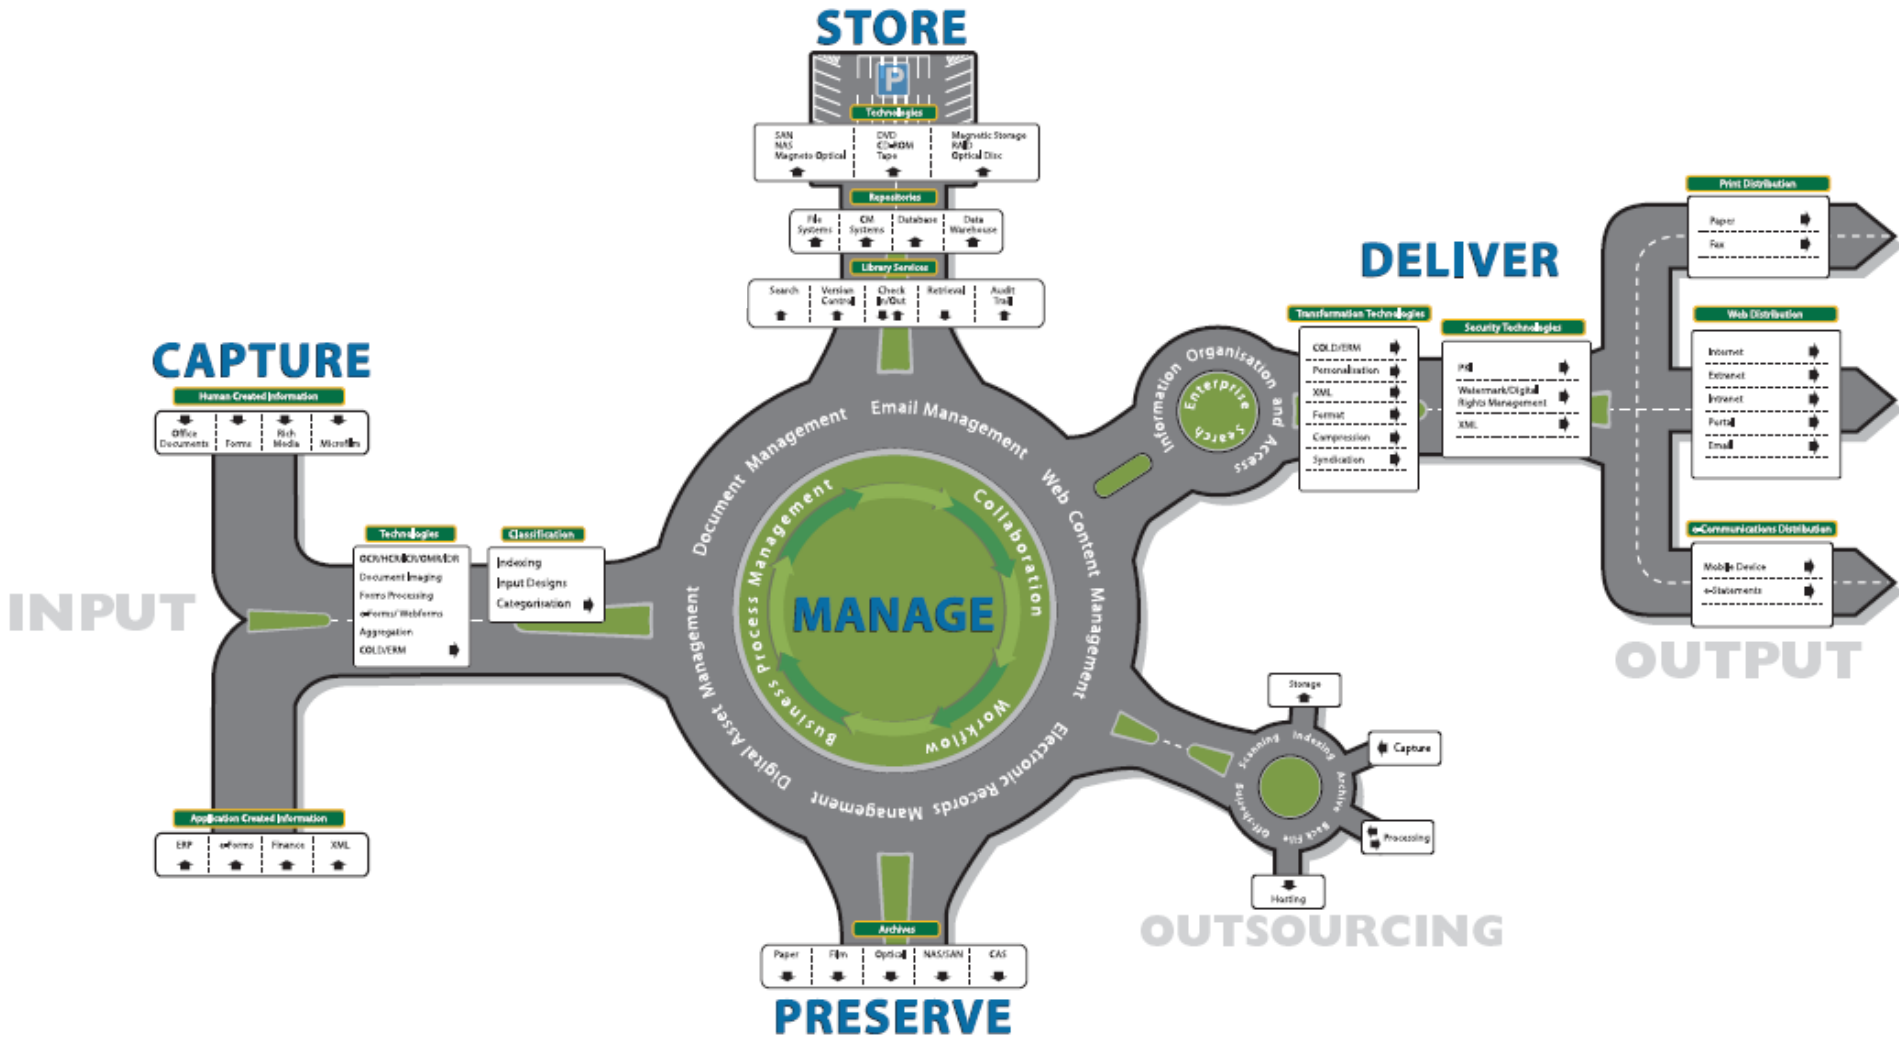 STORE
P
Technologies
SAN
NAS
Magneto Optical
DVD
CD-ROM
Tape
Magnetic Storage
RAID
Optical Disc
Repositories
File
Systems
CM
Systems
Database
Data
Warehouse
Library Services
Search
Version
Control
Check
In/Out
Retrieval
Audit
Trail
CAPTURE
Human Created Information
Office
Documents
Forms
Rich
Media
Microfilm
INPUT
Technologies
OCR/HCR/ICR/OMR/IDR
Document Imaging
Forms Processing
e-Forms/Webforms
Aggregation
COLD/ERM
Classification
Indexing
Input Designs
Categorisation
Application Created Information
ERP
e-Forms
Finance
XML
MANAGE
Document Management
Email Management
Web Content Management
Electronic Records Management
Digital Asset Management
Business Process Management
Collaboration
Workflow
Archives
Paper
Film
Optical
NAS/SAN
CAS
PRESERVE
DELIVER
Information Organisation and Access
Enterprise Search
Transformation Technologies
COLD/ERM
Personalisation
XML
Format
Compression
Syndication
Security Technologies
PKI
Watermark/Digital
Rights Management
XML
Print Distribution
Paper
Fax
Web Distribution
Internet
Extranet
Intranet
Portal
Email
e-Communications Distribution
Mobile Device
e-Statements
OUTPUT
Storage
Capture
Processing
Hosting
Scanning
Indexing
Archive
Back File
Off-shoring
OUTSOURCING